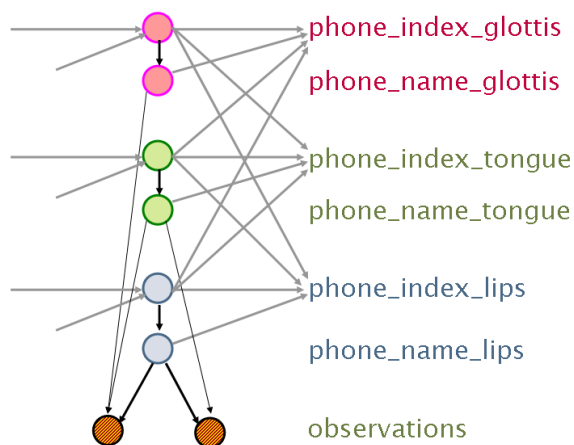 phone_index_glottis
phone_name_glottis
phone_index_tongue
phone_name_tongue
phone_index_lips
phone_name_lips
observations